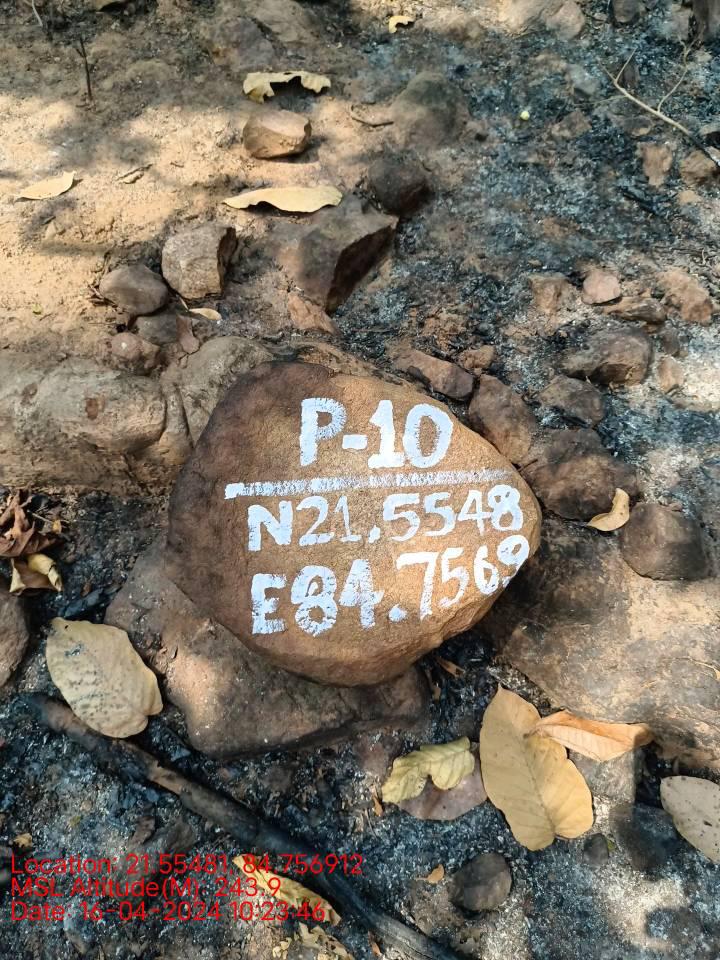 P-10
N21.5548
E84.7569
Location: 21.55481, 84.756912
MSL Altitude(M): 243.9
Date: 16-04-2024 10:23:46